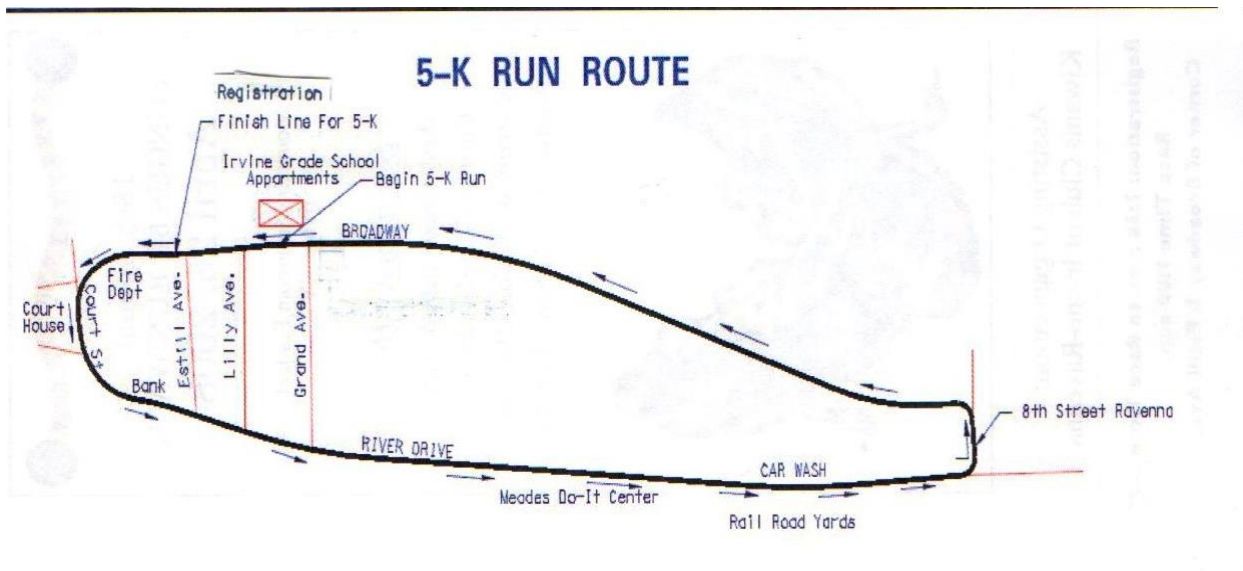 5-K RUN ROUTE
Registration
Finish Line For 5-K
Irvine Grade School
Appartments
Begin 5-K Run
BROADWAY
Fire
Dept
Court
House
Court St
Estill Ave.
Lilly Ave.
Grand Ave.
Bank
8th Street Ravenna
RIVER DRIVE
CAR WASH
Meades Do-It Center
Rail Road Yards